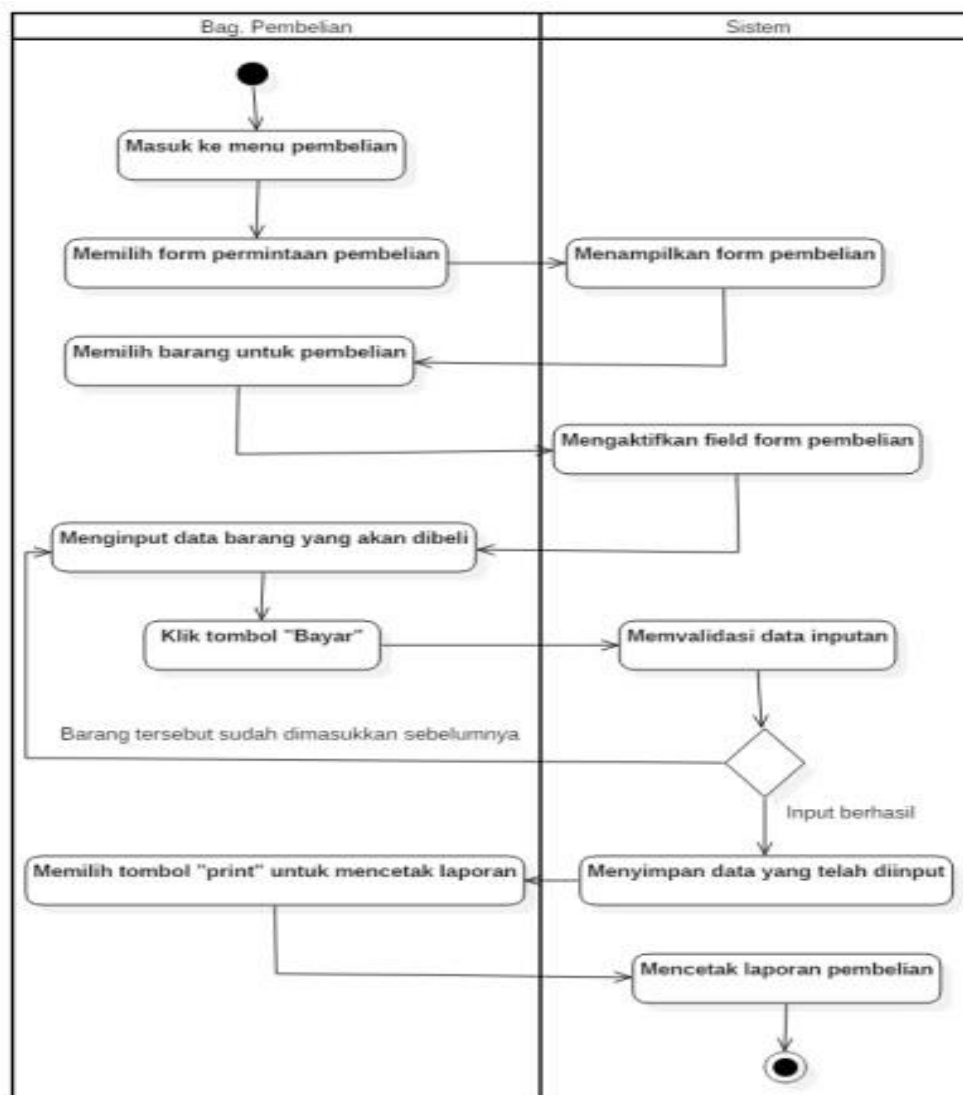 Bag. Pembelian
Sistem
Masuk ke menu pembelian
Memilih form permintaan pembelian
Menampilkan form pembelian
Memilih barang untuk pembelian
Mengaktifkan field form pembelian
Menginput data barang yang akan dibeli
Klik tombol "Bayar"
Memvalidasi data inputan
Barang tersebut sudah dimasukkan sebelumnya
Input berhasil
Memilih tombol "print" untuk mencetak laporan
Menyimpan data yang telah diinput
Mencetak laporan pembelian